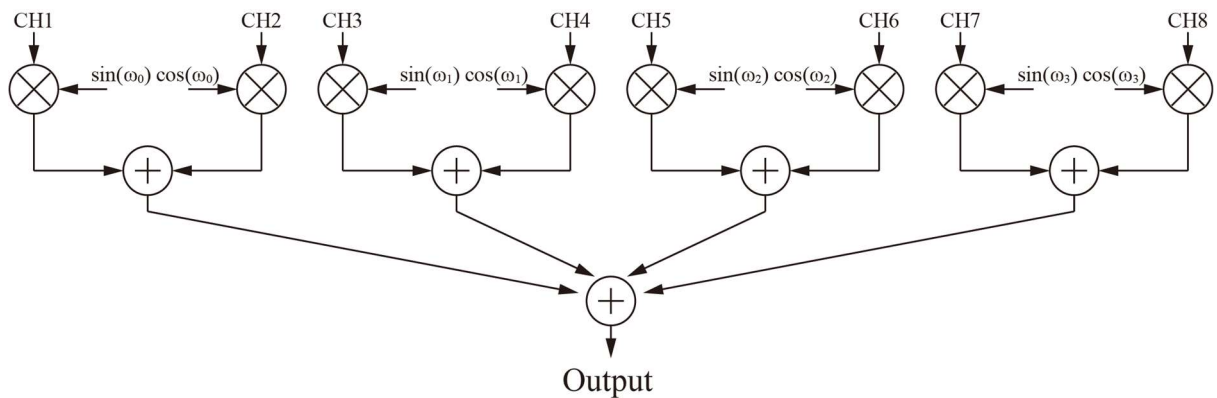 CH1 CH2 CH3 CH4 CH5 CH6 CH7 CH8
sin(ω₀) cos(ω₀) sin(ω₁) cos(ω₁) sin(ω₂) cos(ω₂) sin(ω₃) cos(ω₃)
Output